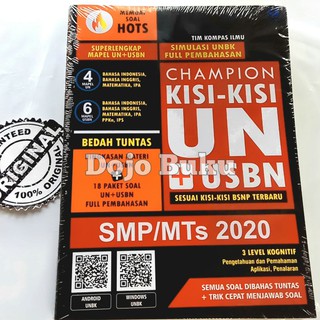 MEMUAT
SOAL
HOTS
TIM KOMPAS ILMU
SUPERLENGKAP
MAPEL UN+USBN
SIMULASI UNBK
FULL PEMBAHASAN
4
MAPEL
BAHASA INDONESIA,
BAHASA INGGRIS,
MATEMATIKA, IPA
6
MAPEL
BAHASA INDONESIA,
BAHASA INGGRIS,
MATEMATIKA, IPA
PPKn, IPS
CHAMPION
KISI-KISI
UN
+USBN
SESUAI KISI-KISI BSNP TERBARU
BEDAH TUNTAS
RINGKASAN MATERI
+
18 PAKET SOAL
UN+USBN
FULL PEMBAHASAN
Dojo Buku
SMP/MTs 2020
3 LEVEL KOGNITIF
Pengetahuan dan Pemahaman
Aplikasi, Penalaran
ANDROID
UNBK
WINDOWS
UNBK
SEMUA SOAL DIBAHAS TUNTAS
+ TRIK CEPAT MENJAWAB SOAL
GUARANTEED
ORIGINAL
100% ORIGINAL